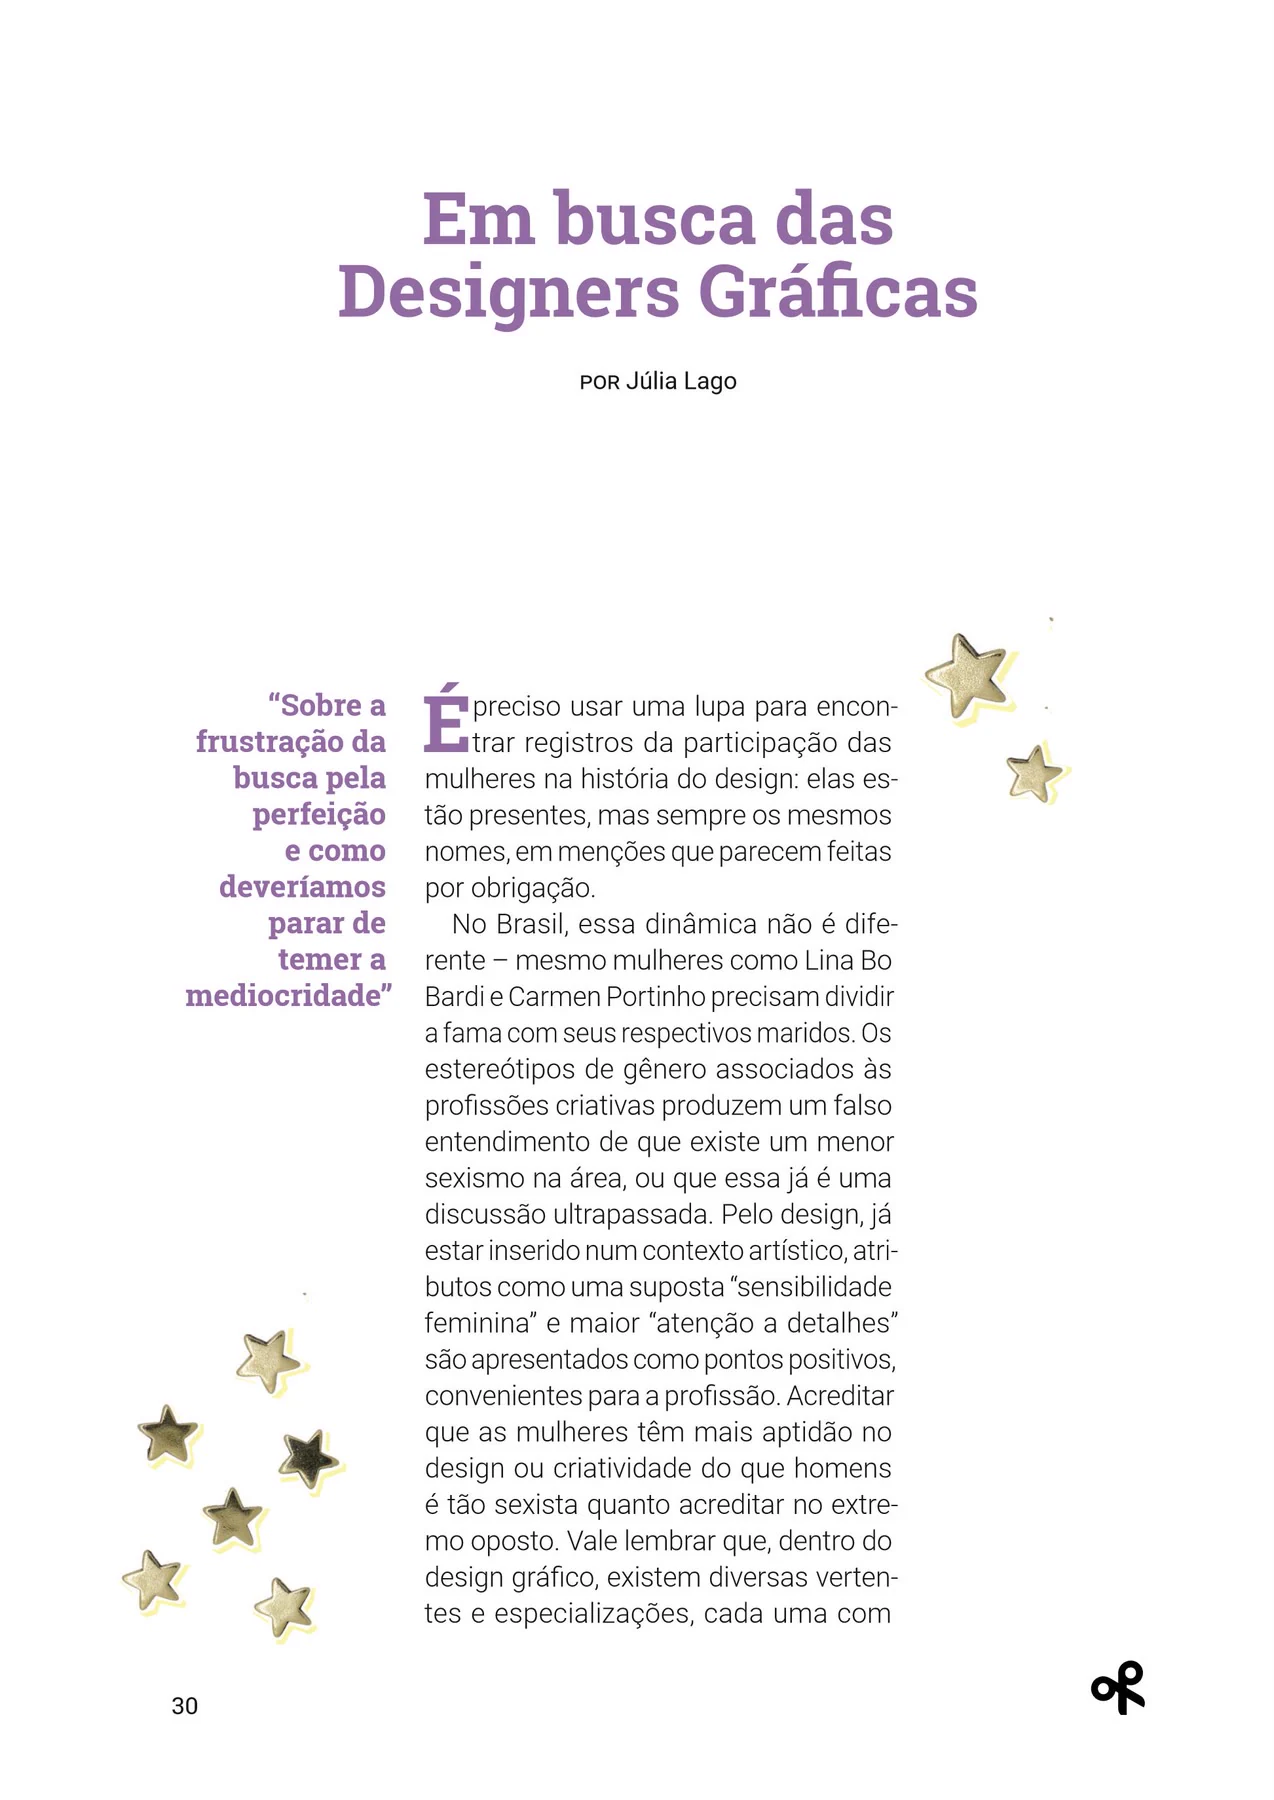 Em busca das
Designers Gráficas
POR Júlia Lago
“Sobre a
frustração da
busca pela
perfeição
e como
deveríamos
parar de
temer a
mediocridade”
É preciso usar uma lupa para encon-
trar registros da participação das
mulheres na história do design: elas es-
tão presentes, mas sempre os mesmos
nomes, em menções que parecem feitas
por obrigação.
No Brasil, essa dinâmica não é dife-
rente – mesmo mulheres como Lina Bo
Bardi e Carmen Portinho precisam dividir
a fama com seus respectivos maridos. Os
estereótipos de gênero associados às
profissões criativas produzem um falso
entendimento de que existe um menor
sexismo na área, ou que essa já é uma
discussão ultrapassada. Pelo design, já
estar inserido num contexto artístico, atri-
butos como uma suposta “sensibilidade
feminina” e maior “atenção a detalhes”
são apresentados como pontos positivos,
convenientes para a profissão. Acreditar
que as mulheres têm mais aptidão no
design ou criatividade do que homens
é tão sexista quanto acreditar no extre-
mo oposto. Vale lembrar que, dentro do
design gráfico, existem diversas verten-
tes e especializações, cada uma com
30